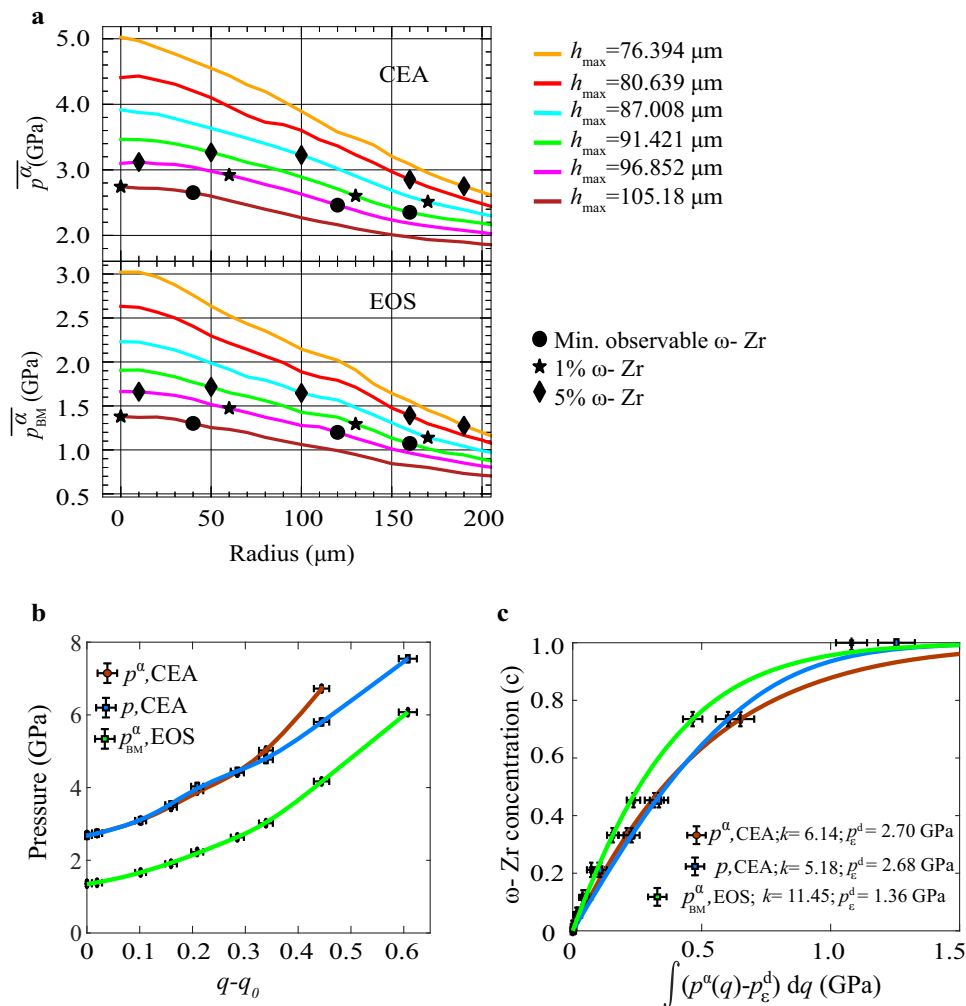 a
5.0
4.0
3.0
2.0
p^α (GPa)
CEA
h_max=76.394 μm
h_max=80.639 μm
h_max=87.008 μm
h_max=91.421 μm
h_max=96.852 μm
h_max=105.18 μm
3.0
2.5
2.0
1.5
1.0
0.5
p^α_BM (GPa)
EOS
Min. observable ω- Zr
1% ω- Zr
5% ω- Zr
0 50 100 150 200
Radius (μm)
b
8
6
4
2
0
Pressure (GPa)
p^α,CEA
p,CEA
p^α_BM,EOS
0 0.1 0.2 0.3 0.4 0.5 0.6
q-q_0
c
1.0
0.8
0.6
0.4
0.2
0
ω- Zr concentration (c)
p^α,CEA;k= 6.14;p^d_ε= 2.70 GPa
p,CEA;k= 5.18;p^d_ε= 2.68 GPa
p^α_BM,EOS; k= 11.45;p^d_ε= 1.36 GPa
0 0.5 1.0 1.5
∫(p^α(q)-p^d_ε) dq (GPa)